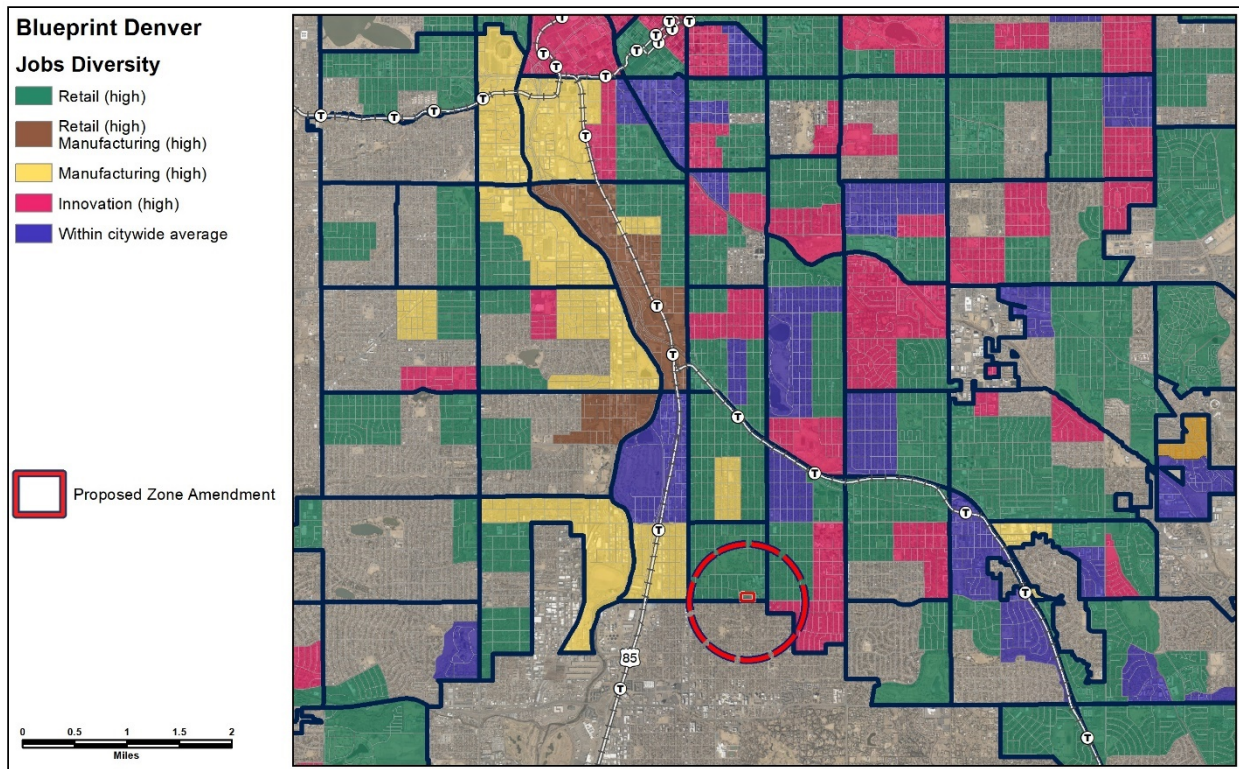 Blueprint Denver
Jobs Diversity
Retail (high)
Retail (high)
Manufacturing (high)
Manufacturing (high)
Innovation (high)
Within citywide average
Proposed Zone Amendment
0 0.5 1 1.5 2
Miles
T T T T T T
T T T
T T T T T
T
T
T
T
T
T
T
T
T
85
T
T